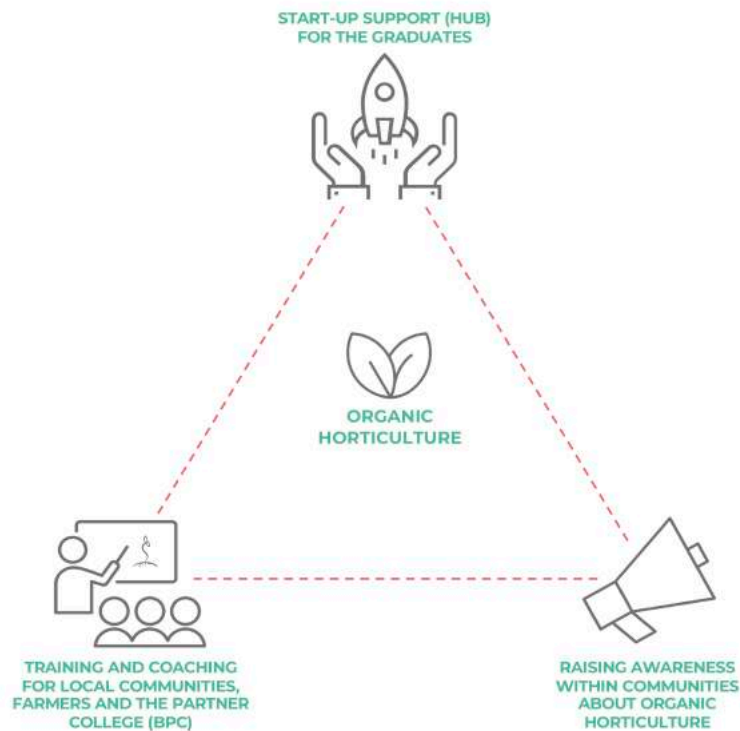 START-UP SUPPORT (HUB)
FOR THE GRADUATES
ORGANIC
HORTICULTURE
TRAINING AND COACHING
FOR LOCAL COMMUNITIES,
FARMERS AND THE PARTNER
COLLEGE (BPC)
RAISING AWARENESS
WITHIN COMMUNITIES
ABOUT ORGANIC
HORTICULTURE